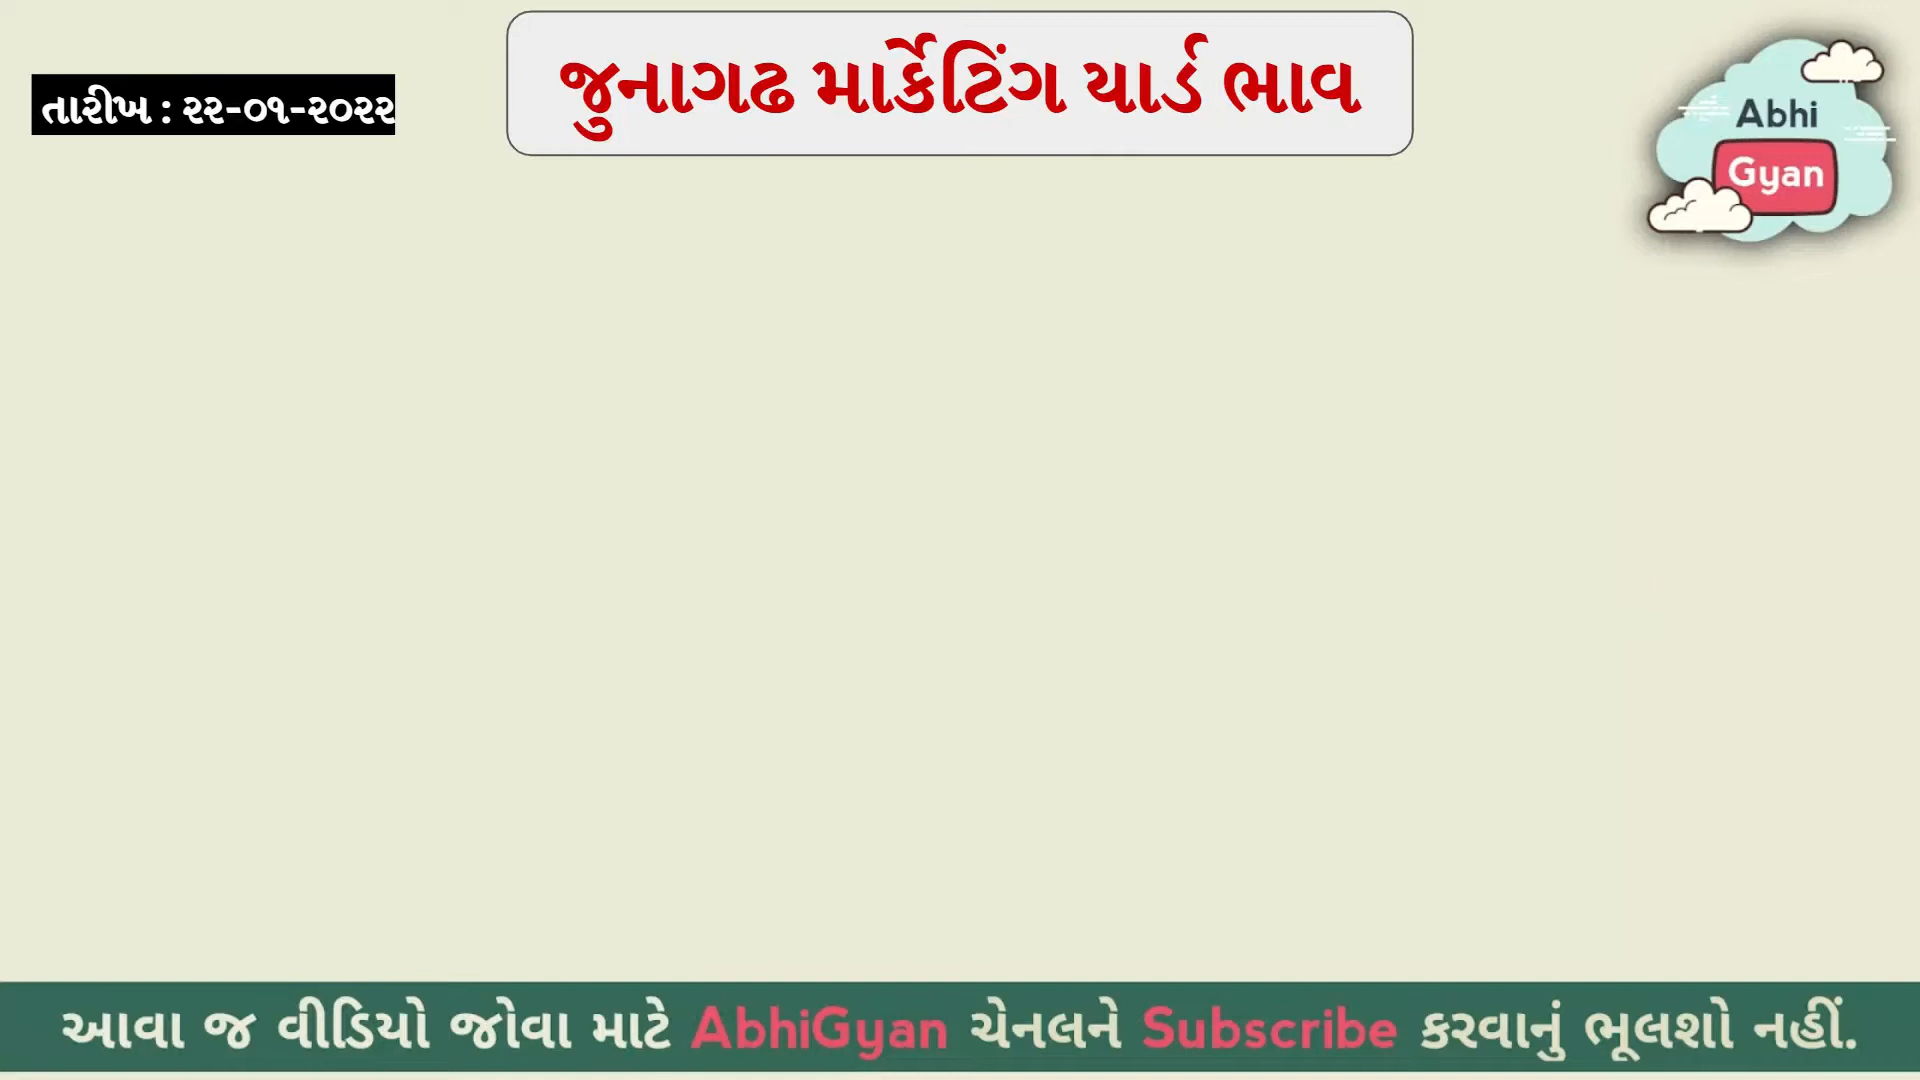 જુનાગઢ માર્કેટિંગ યાર્ડ ભાવ
તારીખ : ૨૨-૦૧-૨૦૨૨
Abhi
Gyan
આવા જ વીડિયો જોવા માટે AbhiGyan ચેનલને Subscribe કરવાનું ભૂલશો નહીં.